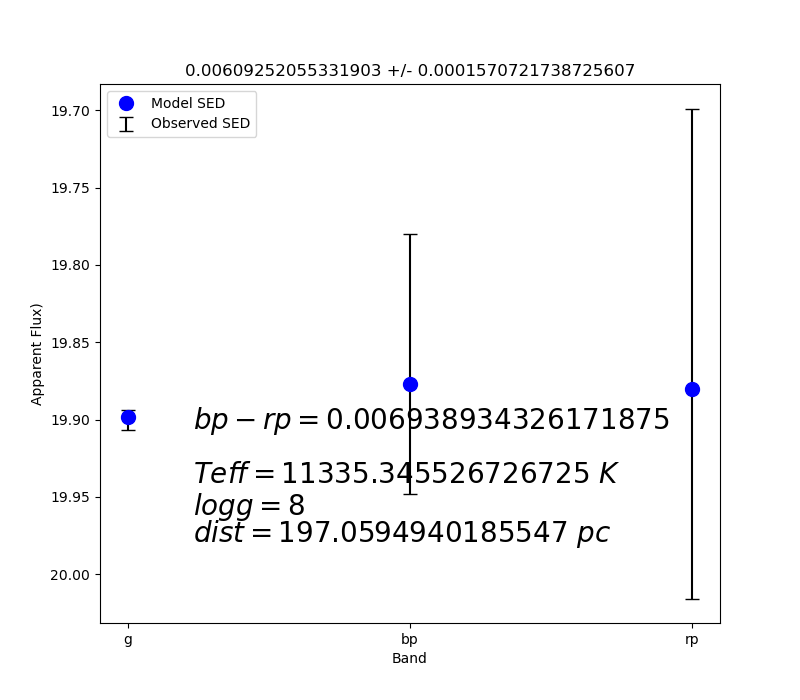 0.006092520555331903 +/- 0.0001570721738725607
Model SED
Observed SED
19.70
19.75
19.80
19.85
19.90
19.95
20.00
Apparent Flux)
bp − rp = 0.006938934326171875
Teff = 11335.345526726725 K
logg = 8
dist = 197.0594940185547 pc
g
bp
rp
Band